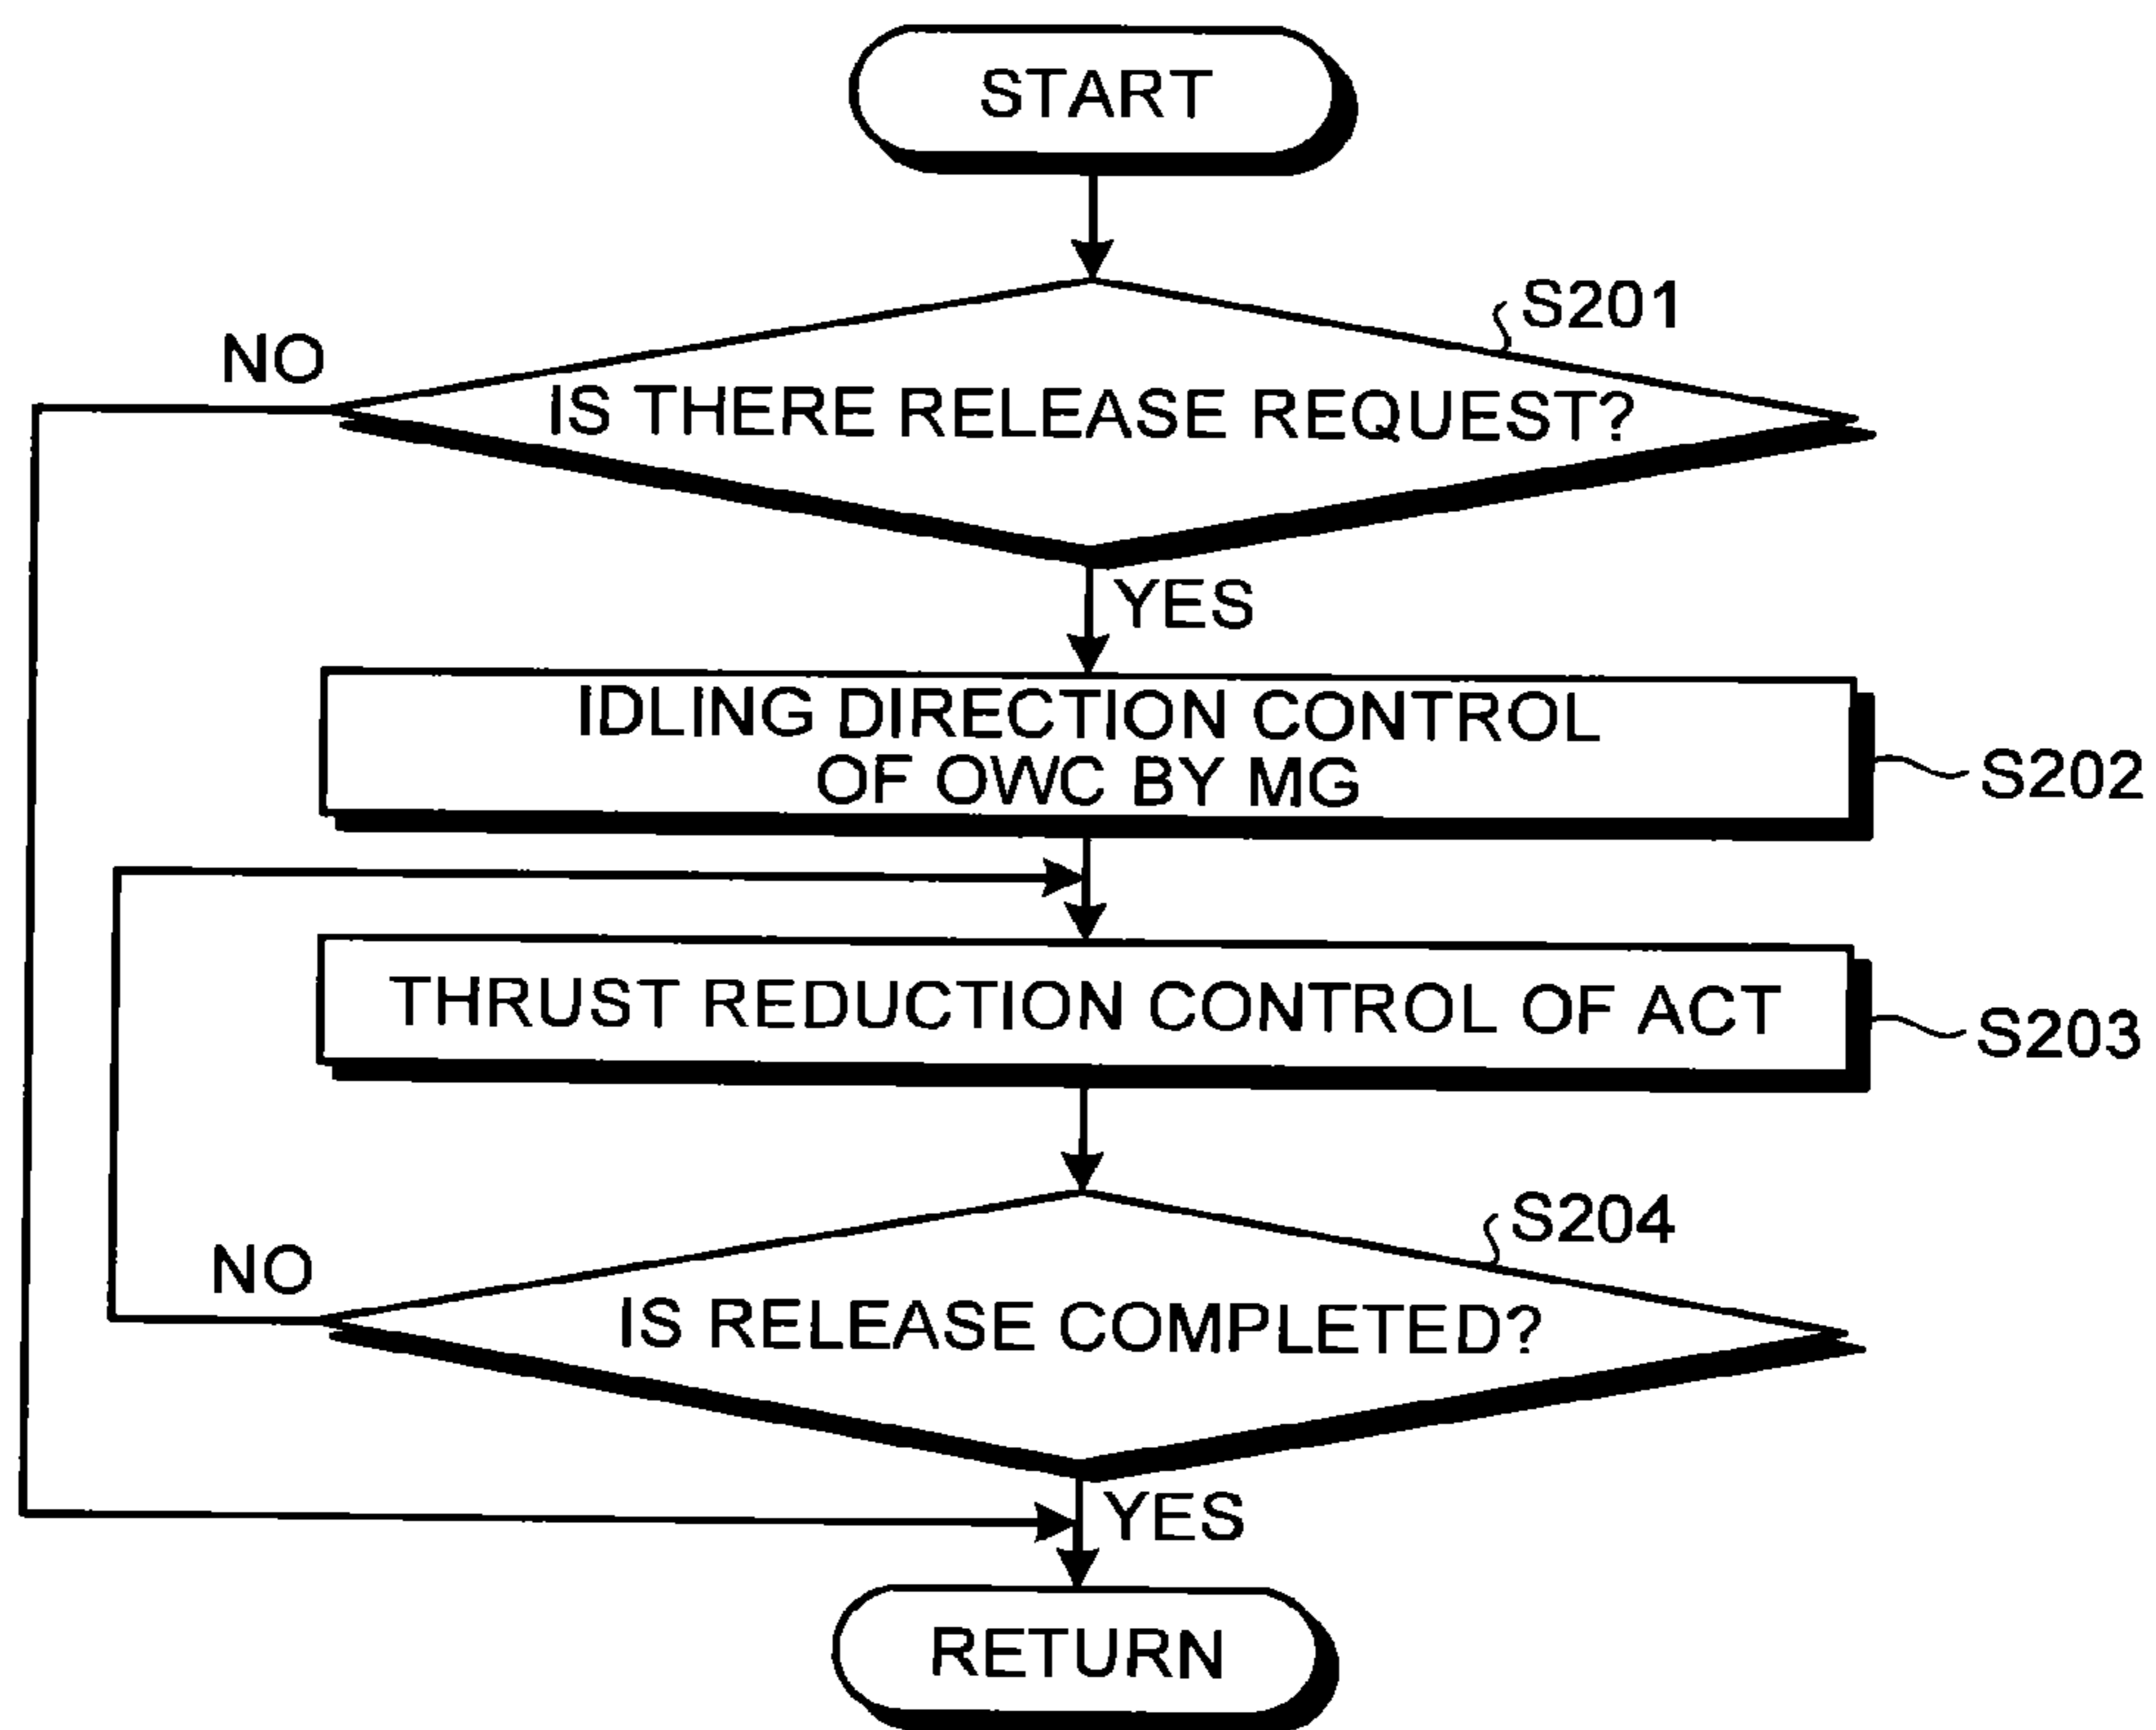 START
S201
NO
IS THERE RELEASE REQUEST?
YES
IDLING DIRECTION CONTROL
OF OWC BY MG
S202
THRUST REDUCTION CONTROL OF ACT
S203
S204
NO
IS RELEASE COMPLETED?
YES
RETURN